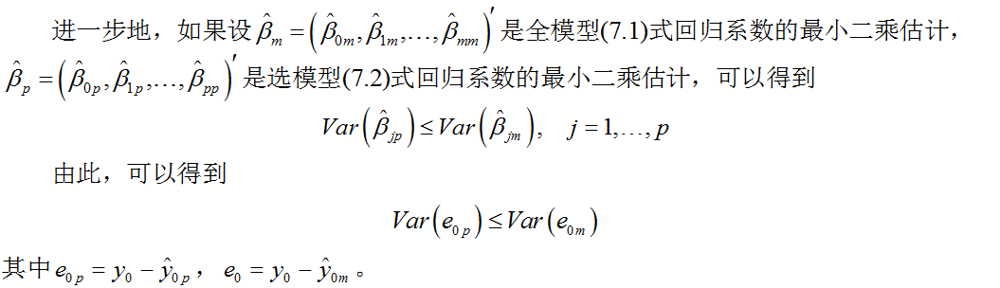 进一步地，如果设 $\hat{\beta}_m = \left(\hat{\beta}_{0m}, \hat{\beta}_{1m}, \ldots, \hat{\beta}_{mm}\right)'$ 是全模型(7.1)式回归系数的最小二乘估计，
$\hat{\beta}_p = \left(\hat{\beta}_{0p}, \hat{\beta}_{1p}, \ldots, \hat{\beta}_{pp}\right)'$ 是选模型(7.2)式回归系数的最小二乘估计，可以得到
$Var\left(\hat{\beta}_{jp}\right) \leq Var\left(\hat{\beta}_{jm}\right), \quad j = 1, \ldots, p$
由此，可以得到
$Var\left(e_{0p}\right) \leq Var\left(e_{0m}\right)$
其中 $e_{0p} = y_0 - \hat{y}_{0p}$， $e_0 = y_0 - \hat{y}_{0m}$。